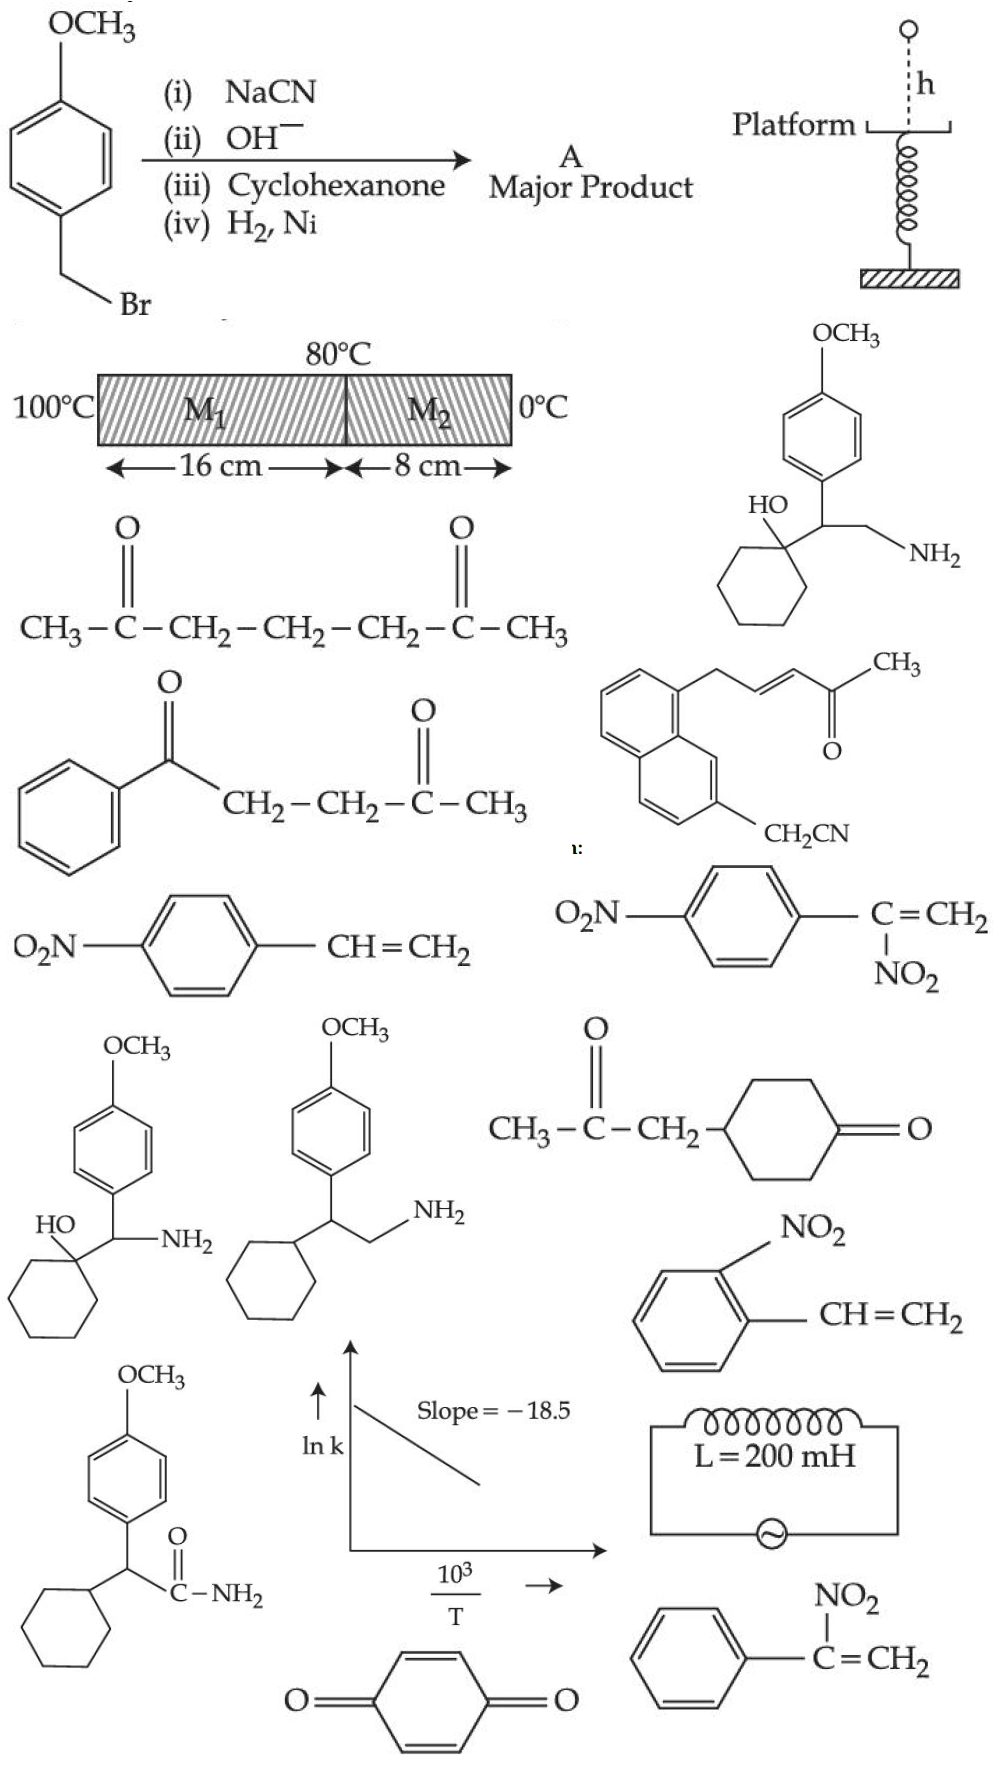 OCH₃
(i) NaCN
(ii) OH⁻
(iii) Cyclohexanone
(iv) H₂, Ni
Br
A
Major Product
h
Platform
80°C
100°C
M₁
M₂
0°C
16 cm
8 cm
OCH₃
HO
NH₂
O
O
CH₃–C–CH₂–CH₂–CH₂–C–CH₃
CH₃
O
CH₂CN
O
O
CH₂–CH₂–C–CH₃
ı:
O₂N
CH=CH₂
O₂N
C=CH₂
NO₂
OCH₃
HO
NH₂
OCH₃
NH₂
O
CH₃–C–CH₂
O
NO₂
CH=CH₂
OCH₃
O
C–NH₂
ln k
Slope = −18.5
10³
T
L = 200 mH
~
NO₂
C=CH₂
O
O